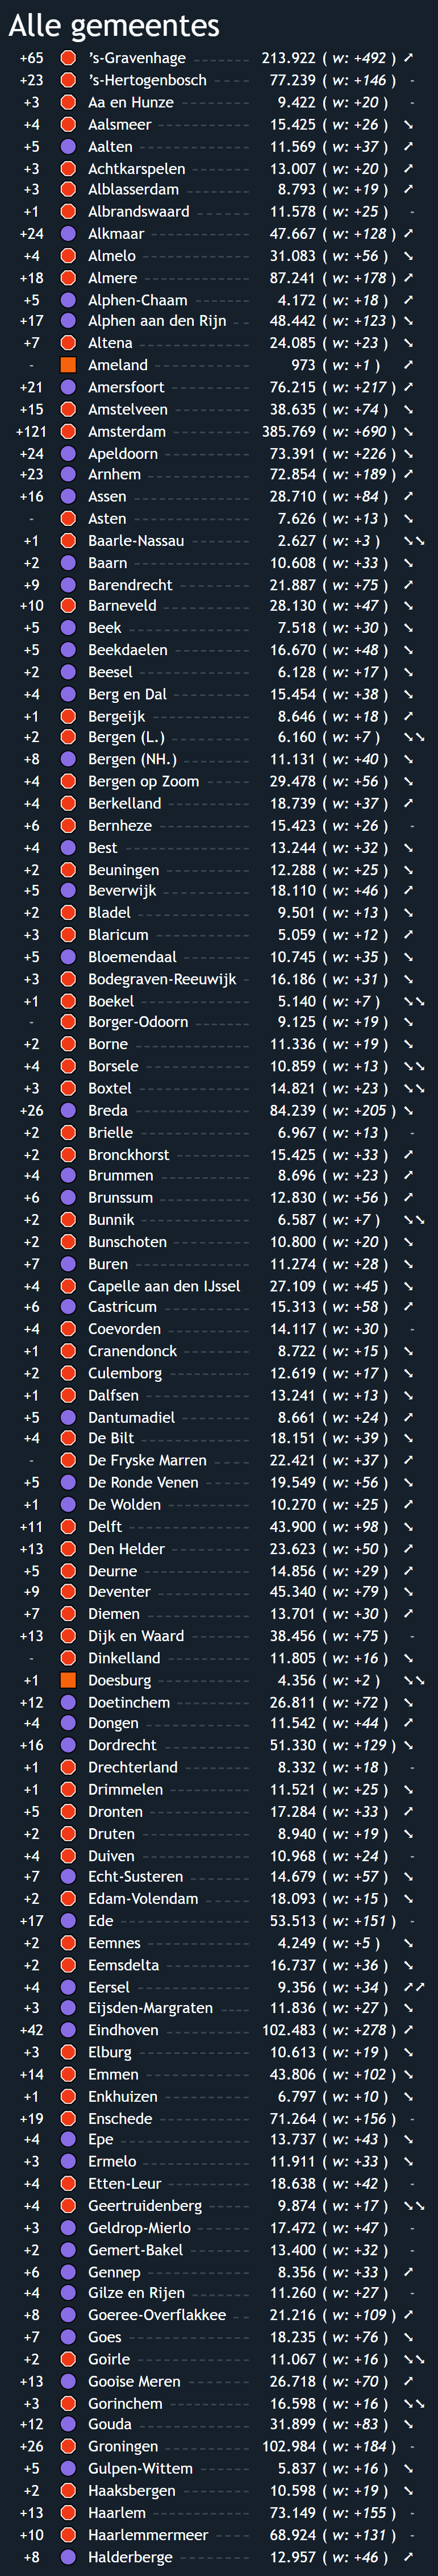 Alle gemeentes
+65 's-Gravenhage 213.922 ( w: +492 ) ↗
+23 's-Hertogenbosch 77.239 ( w: +146 ) -
+3 Aa en Hunze 9.422 ( w: +20 ) -
+4 Aalsmeer 15.425 ( w: +26 ) ↘
+5 Aalten 11.569 ( w: +37 ) ↗
+3 Achtkarspelen 13.007 ( w: +20 ) ↗
+3 Alblasserdam 8.793 ( w: +19 ) ↗
+1 Albrandswaard 11.578 ( w: +25 ) -
+24 Alkmaar 47.667 ( w: +128 ) ↗
+4 Almelo 31.083 ( w: +56 ) ↘
+18 Almere 87.241 ( w: +178 ) ↗
+5 Alphen-Chaam 4.172 ( w: +18 ) ↗
+17 Alphen aan den Rijn 48.442 ( w: +123 ) ↘
+7 Altena 24.085 ( w: +23 ) ↘
- Ameland 973 ( w: +1 ) ↗
+21 Amersfoort 76.215 ( w: +217 ) ↗
+15 Amstelveen 38.635 ( w: +74 ) ↘
+121 Amsterdam 385.769 ( w: +690 ) ↘
+24 Apeldoorn 73.391 ( w: +226 ) ↘
+23 Arnhem 72.854 ( w: +189 ) ↗
+16 Assen 28.710 ( w: +84 ) ↗
- Asten 7.626 ( w: +13 ) ↘
+1 Baarle-Nassau 2.627 ( w: +3 ) ↘↘
+2 Baarn 10.608 ( w: +33 ) ↘
+9 Barendrecht 21.887 ( w: +75 ) ↗
+10 Barneveld 28.130 ( w: +47 ) ↘
+5 Beek 7.518 ( w: +30 ) ↘
+5 Beekdaelen 16.670 ( w: +48 ) ↘
+2 Beesel 6.128 ( w: +17 ) ↘
+4 Berg en Dal 15.454 ( w: +38 ) ↘
+1 Bergeijk 8.646 ( w: +18 ) ↗
+2 Bergen (L.) 6.160 ( w: +7 ) ↘↘
+8 Bergen (NH.) 11.131 ( w: +40 ) ↘
+4 Bergen op Zoom 29.478 ( w: +56 ) ↘
+4 Berkelland 18.739 ( w: +37 ) ↗
+6 Bernheze 15.423 ( w: +26 ) -
+4 Best 13.244 ( w: +32 ) ↘
+2 Beuningen 12.288 ( w: +25 ) ↘
+5 Beverwijk 18.110 ( w: +46 ) ↗
+2 Bladel 9.501 ( w: +13 ) ↘
+3 Blaricum 5.059 ( w: +12 ) ↗
+5 Bloemendaal 10.745 ( w: +35 ) ↘
+3 Bodegraven-Reeuwijk 16.186 ( w: +31 ) ↘
+1 Boekel 5.140 ( w: +7 ) ↘↘
- Borger-Odoorn 9.125 ( w: +19 ) ↘
+2 Borne 11.336 ( w: +19 ) ↘
+4 Borsele 10.859 ( w: +13 ) ↘↘
+3 Boxtel 14.821 ( w: +23 ) ↘↘
+26 Breda 84.239 ( w: +205 ) ↘
+2 Brielle 6.967 ( w: +13 ) -
+2 Bronckhorst 15.425 ( w: +33 ) ↗
+4 Brummen 8.696 ( w: +23 ) ↗
+6 Brunssum 12.830 ( w: +56 ) ↗
+2 Bunnik 6.587 ( w: +7 ) ↘↘
+2 Bunschoten 10.800 ( w: +20 ) ↘
+7 Buren 11.274 ( w: +28 ) ↘
+4 Capelle aan den IJssel 27.109 ( w: +45 ) ↘
+6 Castricum 15.313 ( w: +58 ) ↗
+4 Coevorden 14.117 ( w: +30 ) -
+1 Cranendonck 8.722 ( w: +15 ) ↘
+2 Culemborg 12.619 ( w: +17 ) ↘
+1 Dalfsen 13.241 ( w: +13 ) ↘
+5 Dantumadiel 8.661 ( w: +24 ) ↗
+4 De Bilt 18.151 ( w: +39 ) ↘
- De Fryske Marren 22.421 ( w: +37 ) ↗
+5 De Ronde Venen 19.549 ( w: +56 ) ↘
+1 De Wolden 10.270 ( w: +25 ) ↗
+11 Delft 43.900 ( w: +98 ) ↘
+13 Den Helder 23.623 ( w: +50 ) ↗
+5 Deurne 14.856 ( w: +29 ) ↗
+9 Deventer 45.340 ( w: +79 ) ↘
+7 Diemen 13.701 ( w: +30 ) ↗
+13 Dijk en Waard 38.456 ( w: +75 ) -
- Dinkelland 11.805 ( w: +16 ) ↘
+1 Doesburg 4.356 ( w: +2 ) ↘↘
+12 Doetinchem 26.811 ( w: +72 ) ↘
+4 Dongen 11.542 ( w: +44 ) ↗
+16 Dordrecht 51.330 ( w: +129 ) ↘
+1 Drechterland 8.332 ( w: +18 ) -
+1 Drimmelen 11.521 ( w: +25 ) ↘
+5 Dronten 17.284 ( w: +33 ) ↗
+2 Druten 8.940 ( w: +19 ) ↘
+4 Duiven 10.968 ( w: +24 ) -
+7 Echt-Susteren 14.679 ( w: +57 ) ↘
+2 Edam-Volendam 18.093 ( w: +15 ) ↘
+17 Ede 53.513 ( w: +151 ) -
+2 Eemnes 4.249 ( w: +5 ) ↘
+2 Eemsdelta 16.737 ( w: +36 ) ↘
+4 Eersel 9.356 ( w: +34 ) ↗↗
+3 Eijsden-Margraten 11.836 ( w: +27 ) ↘
+42 Eindhoven 102.483 ( w: +278 ) ↗
+3 Elburg 10.613 ( w: +19 ) ↘
+14 Emmen 43.806 ( w: +102 ) ↘
+1 Enkhuizen 6.797 ( w: +10 ) ↘
+19 Enschede 71.264 ( w: +156 ) -
+4 Epe 13.737 ( w: +43 ) ↘
+3 Ermelo 11.911 ( w: +33 ) ↘
+4 Etten-Leur 18.638 ( w: +42 ) -
+4 Geertruidenberg 9.874 ( w: +17 ) ↘↘
+3 Geldrop-Mierlo 17.472 ( w: +47 ) -
+2 Gemert-Bakel 13.400 ( w: +32 ) -
+6 Gennep 8.356 ( w: +33 ) ↗
+4 Gilze en Rijen 11.260 ( w: +27 ) -
+8 Goeree-Overflakkee 21.216 ( w: +109 ) ↗
+7 Goes 18.235 ( w: +76 ) ↘
+2 Goirle 11.067 ( w: +16 ) ↘↘
+13 Gooise Meren 26.718 ( w: +70 ) ↗
+3 Gorinchem 16.598 ( w: +16 ) ↘↘
+12 Gouda 31.899 ( w: +83 ) ↘
+26 Groningen 102.984 ( w: +184 ) -
+5 Gulpen-Wittem 5.837 ( w: +16 ) ↘
+2 Haaksbergen 10.598 ( w: +19 ) ↘
+13 Haarlem 73.149 ( w: +155 ) -
+10 Haarlemmermeer 68.924 ( w: +131 ) -
+8 Halderberge 12.957 ( w: +46 ) ↗